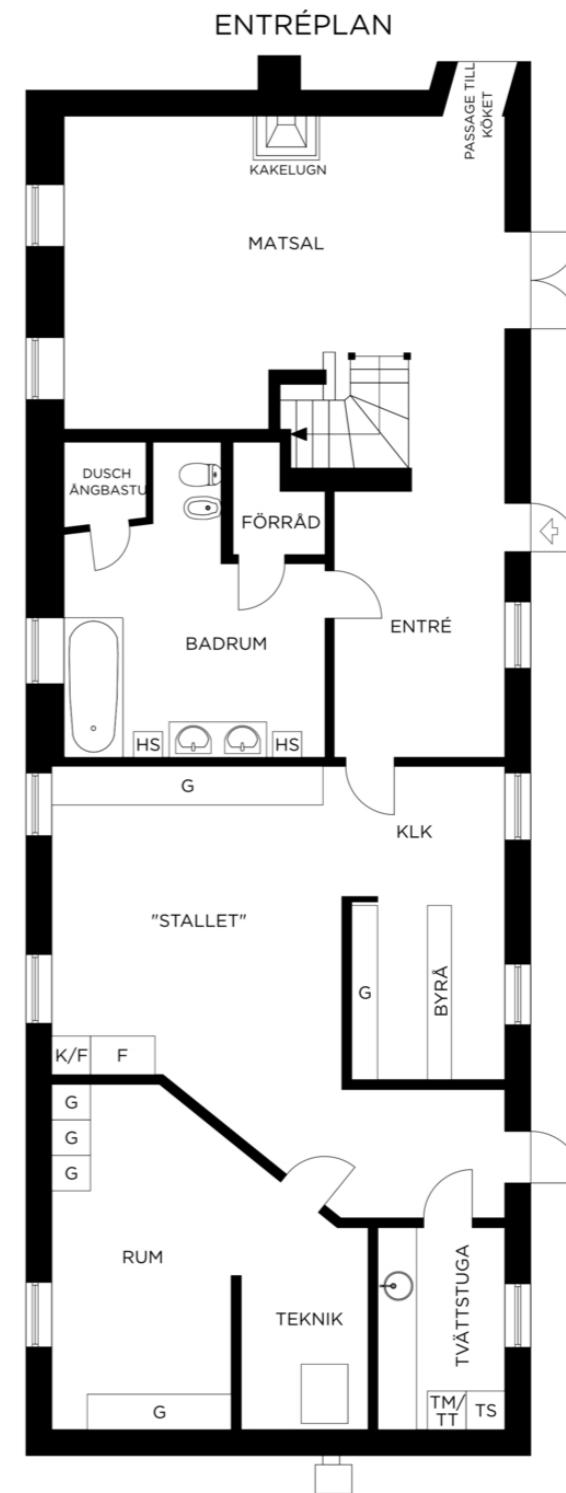 ENTRÉPLAN
PASSAGE TILL
KÖKET
KAKELUGN
MATSAL
DUSCH
ÅNGBASTU
FÖRRÅD
ENTRÉ
BADRUM
HS
HS
G
KLK
"STALLET"
G
BYRÅ
K/F
F
G
G
G
RUM
TVÄTTSTUGA
TEKNIK
G
TM/
TT
TS